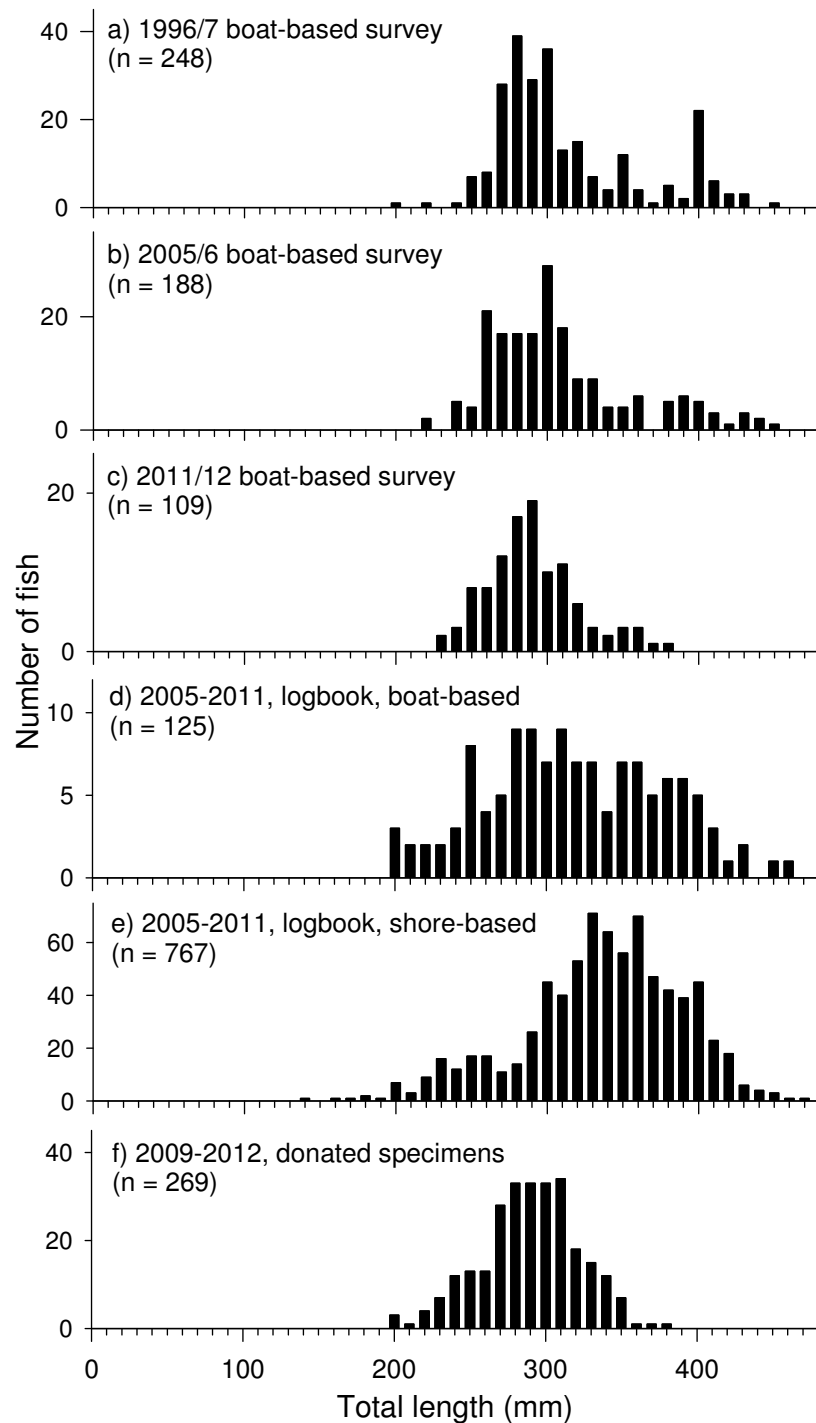 a) 1996/7 boat-based survey
(n = 248)
40
20
0
b) 2005/6 boat-based survey
(n = 188)
20
0
c) 2011/12 boat-based survey
(n = 109)
20
0
Number of fish
d) 2005-2011, logbook, boat-based
(n = 125)
10
5
0
e) 2005-2011, logbook, shore-based
(n = 767)
60
40
20
0
f) 2009-2012, donated specimens
(n = 269)
40
20
0
0 100 200 300 400
Total length (mm)